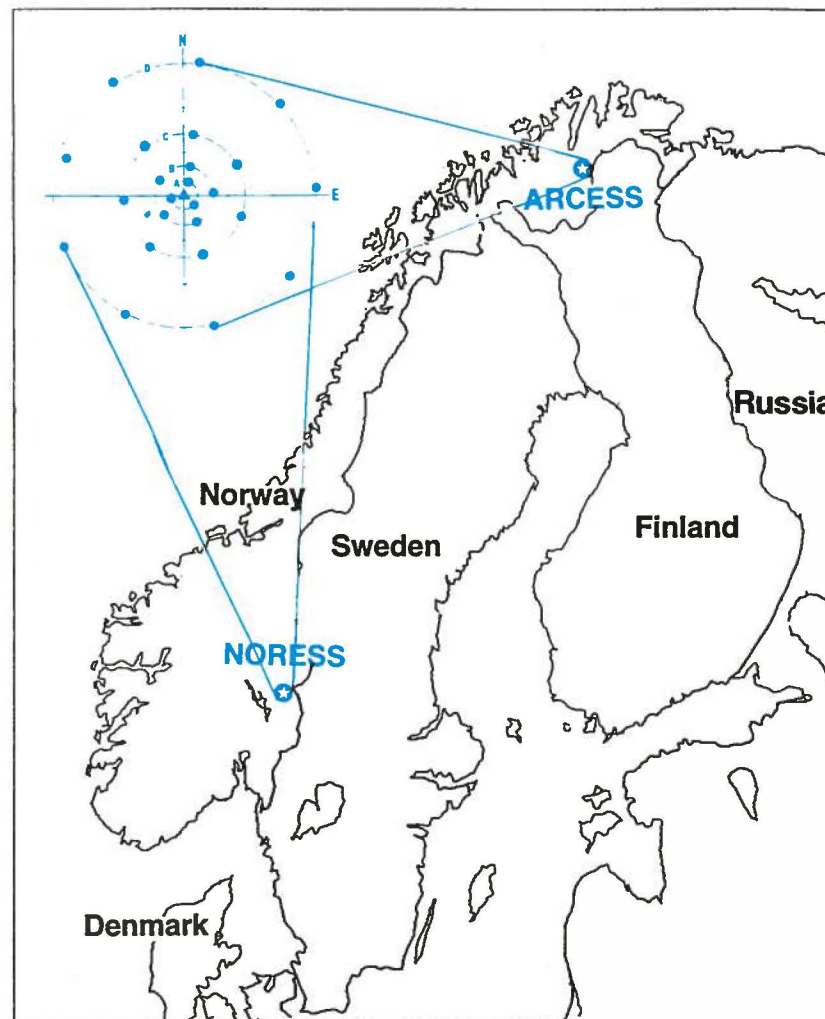 N
D
C
B
A
E
ARCESS
Russia
Norway
Finland
Sweden
NORESS
Denmark